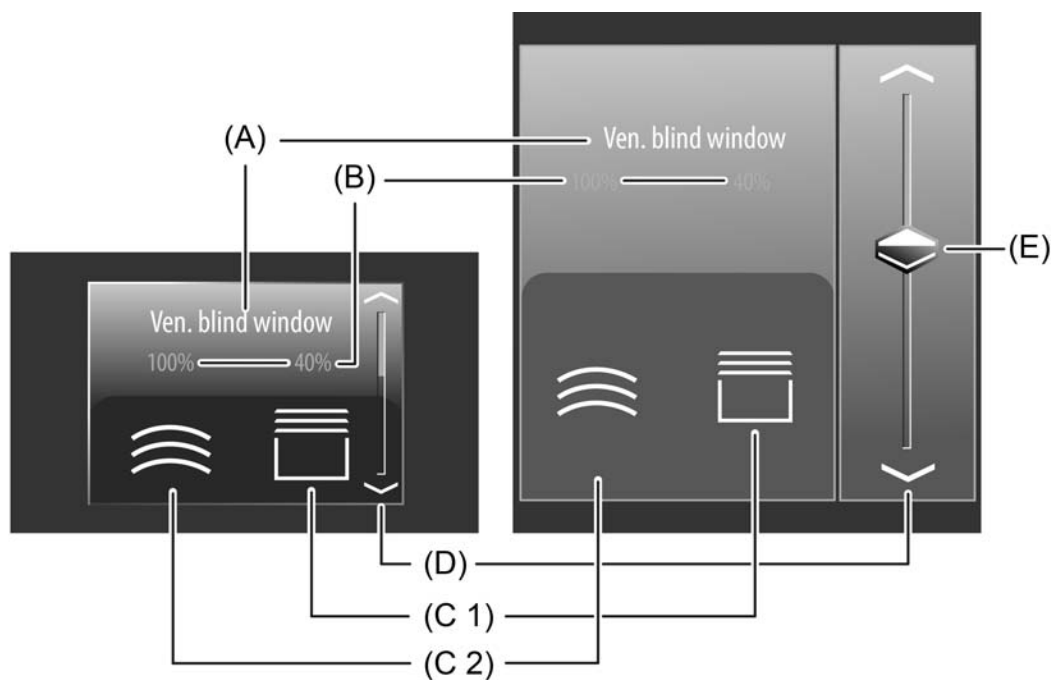 (A)
Ven. blind window
(B)
100% 40%
(E)
Ven. blind window
100% 40%
(D)
(C 1)
(C 2)